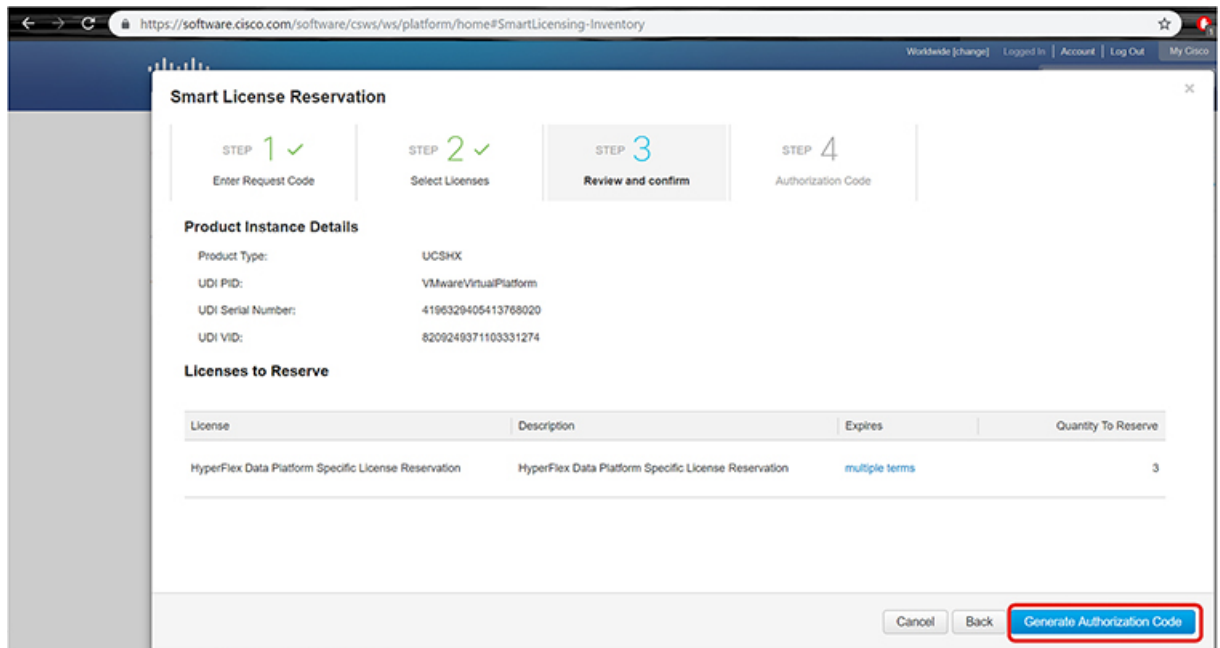 https://software.cisco.com/software/csws/ws/platform/home#SmartLicensing-Inventory
Worldwide [change] Logged In | Account | Log Out My Cisco
Smart License Reservation
STEP 1 ✓ STEP 2 ✓ STEP 3 STEP 4
Enter Request Code Select Licenses Review and confirm Authorization Code
Product Instance Details
Product Type: UCSHX
UDI PID: VMwareVirtualPlatform
UDI Serial Number: 4196329405413768020
UDI VID: 8209249371103331274
Licenses to Reserve
License Description Expires Quantity To Reserve
HyperFlex Data Platform Specific License Reservation HyperFlex Data Platform Specific License Reservation multiple terms 3
Cancel Back Generate Authorization Code